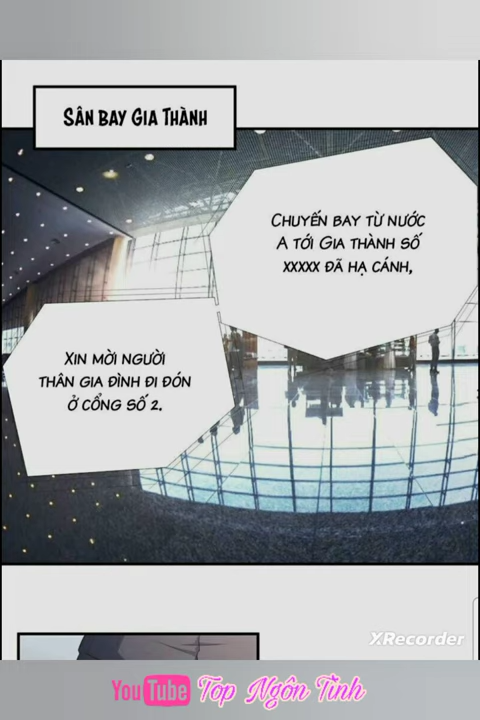 SÂN BAY GIA THÀNH
CHUYẾN BAY TỪ NƯỚC
A TỚI GIA THÀNH SỐ
XXXXX ĐÃ HẠ CÁNH,
XIN MỜI NGƯỜI
THÂN GIA ĐÌNH ĐI ĐÓN
Ở CỔNG SỐ 2.
XRecorder
YouTube Top Ngôn Tình